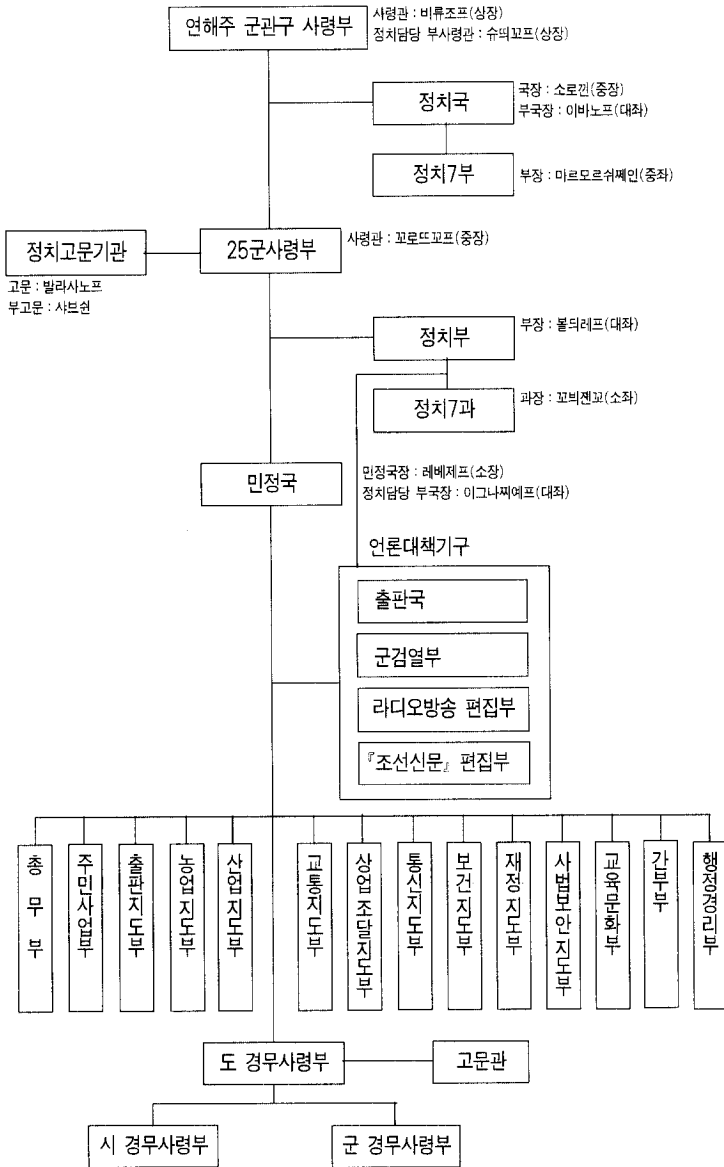 연해주 군관구 사령부
사령관 : 비류조프(상장)
정치담당 부사령관 : 슈띄꼬프(상장)
정치국
국장 : 소로낀(중장)
부국장 : 이바노프(대좌)
정치7부
부장 : 마르모르쉬쩨인(중좌)
정치고문기관
고문 : 발라사노프
부고문 : 샤브쉰
25군사령부
사령관 : 꼬로뜨꼬프(중장)
정치부
부장 : 볼듸레프(대좌)
정치7과
과장 : 꼬빅젠꼬(소좌)
민정국
민정국장 : 레베제프(소장)
정치담당 부국장 : 이그나찌예프(대좌)
언론대책기구
출판국
군검열부
라디오방송 편집부
『조선신문』 편집부
총무부
주민사업부
출판지도부
농업지도부
산업지도부
교통지도부
상업조달지도부
통신지도부
보건지도부
재정지도부
사법보안지도부
교육문화부
간부부
행정경리부
도 경무사령부
고문관
시 경무사령부
군 경무사령부